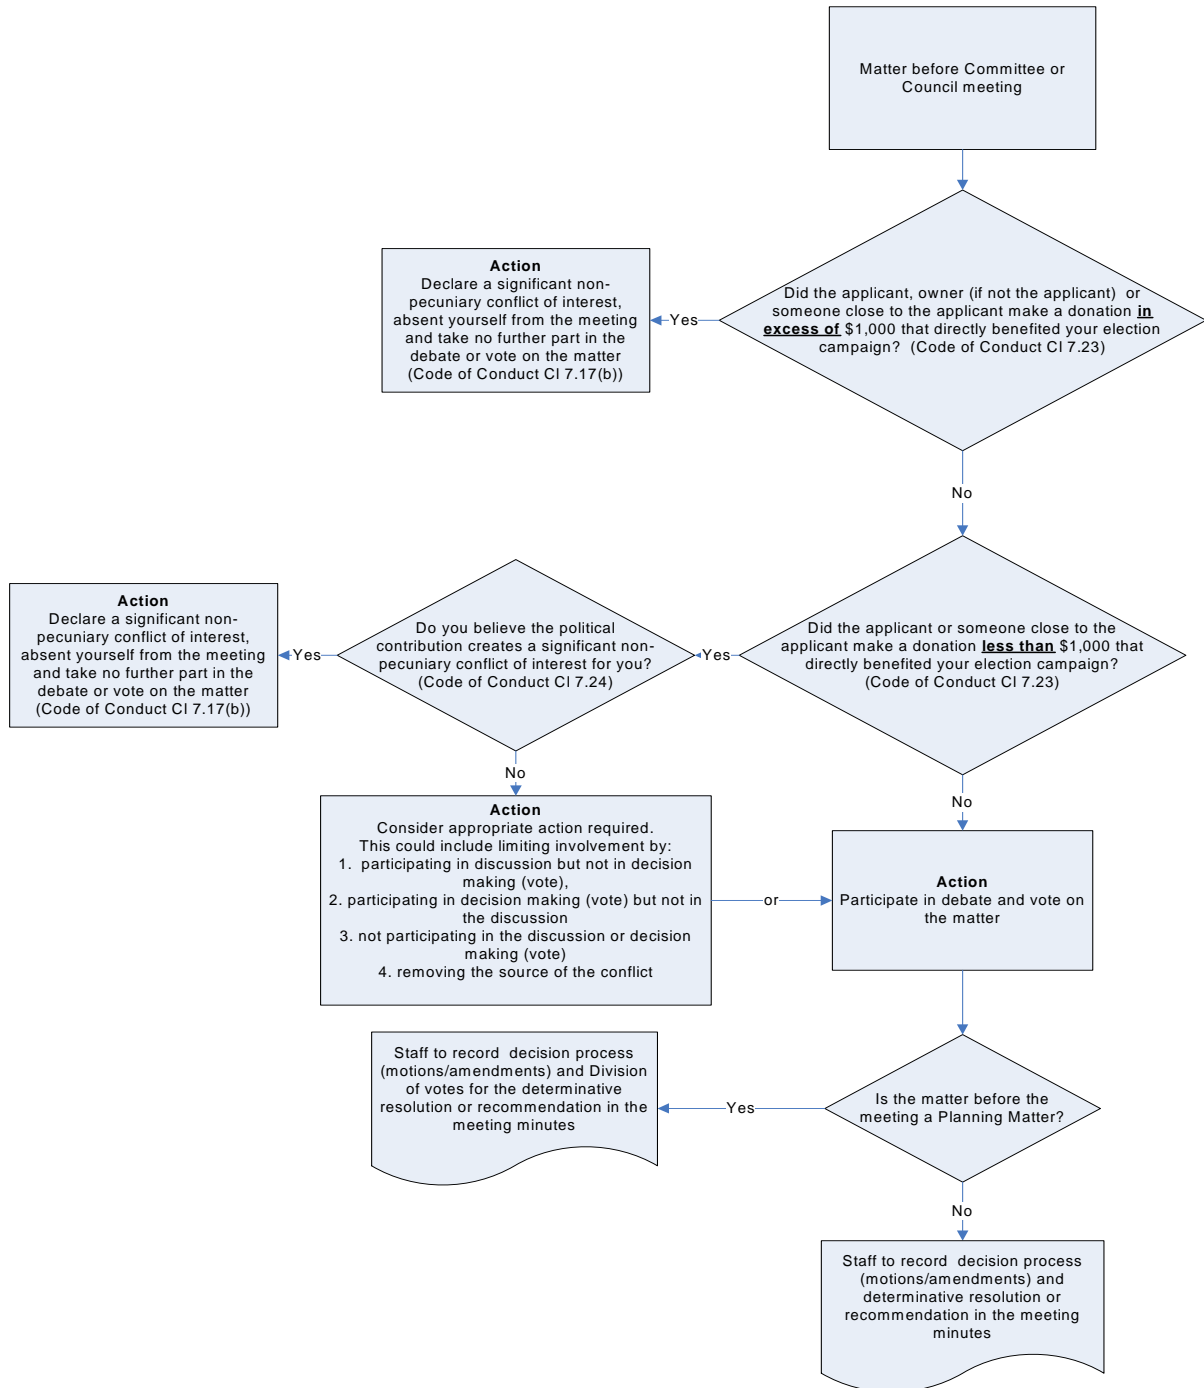 Matter before Committee or
Council meeting
Did the applicant, owner (if not the applicant)  or
someone close to the applicant make a donation in
excess of $1,000 that directly benefited your election
campaign?  (Code of Conduct Cl 7.23)
Yes
Action
Declare a significant non-
pecuniary conflict of interest,
absent yourself from the meeting
and take no further part in the
debate or vote on the matter
(Code of Conduct Cl 7.17(b))
No
Did the applicant or someone close to the
applicant make a donation less than $1,000 that
directly benefited your election campaign?
(Code of Conduct Cl 7.23)
Yes
Do you believe the political
contribution creates a significant non-
pecuniary conflict of interest for you?
(Code of Conduct Cl 7.24)
Yes
Action
Declare a significant non-
pecuniary conflict of interest,
absent yourself from the meeting
and take no further part in the
debate or vote on the matter
(Code of Conduct Cl 7.17(b))
No
Action
Consider appropriate action required.
This could include limiting involvement by:
1.  participating in discussion but not in decision
making (vote),
2. participating in decision making (vote) but not in
the discussion
3. not participating in the discussion or decision
making (vote)
4. removing the source of the conflict
or
No
Action
Participate in debate and vote on
the matter
Is the matter before the
meeting a Planning Matter?
Yes
Staff to record  decision process
(motions/amendments) and Division
of votes for the determinative
resolution or recommendation in the
meeting minutes
No
Staff to record  decision process
(motions/amendments) and
determinative resolution or
recommendation in the meeting
minutes